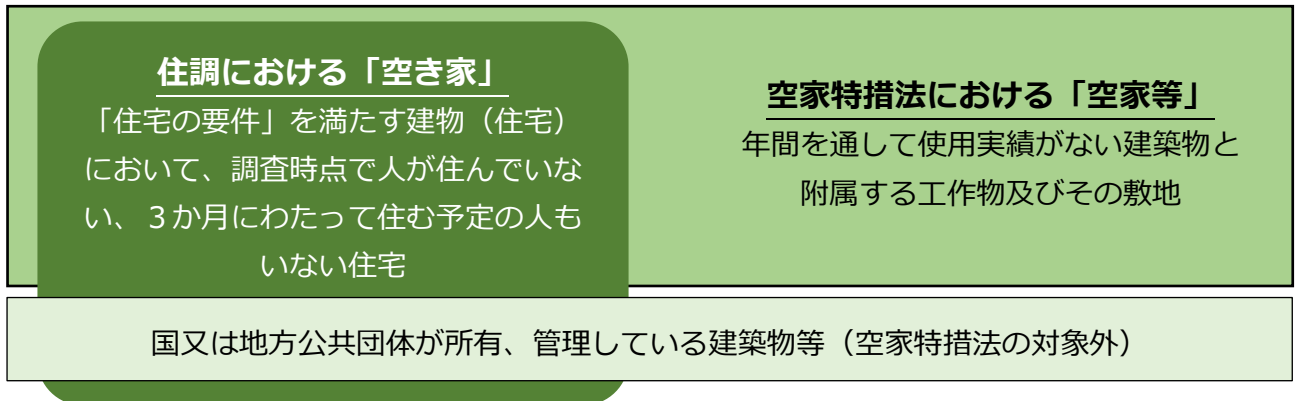 住調における「空き家」
「住宅の要件」を満たす建物（住宅）
において、調査時点で人が住んでいな
い、３か月にわたって住む予定の人も
いない住宅
空家特措法における「空家等」
年間を通して使用実績がない建築物と
附属する工作物及びその敷地
国又は地方公共団体が所有、管理している建築物等（空家特措法の対象外）